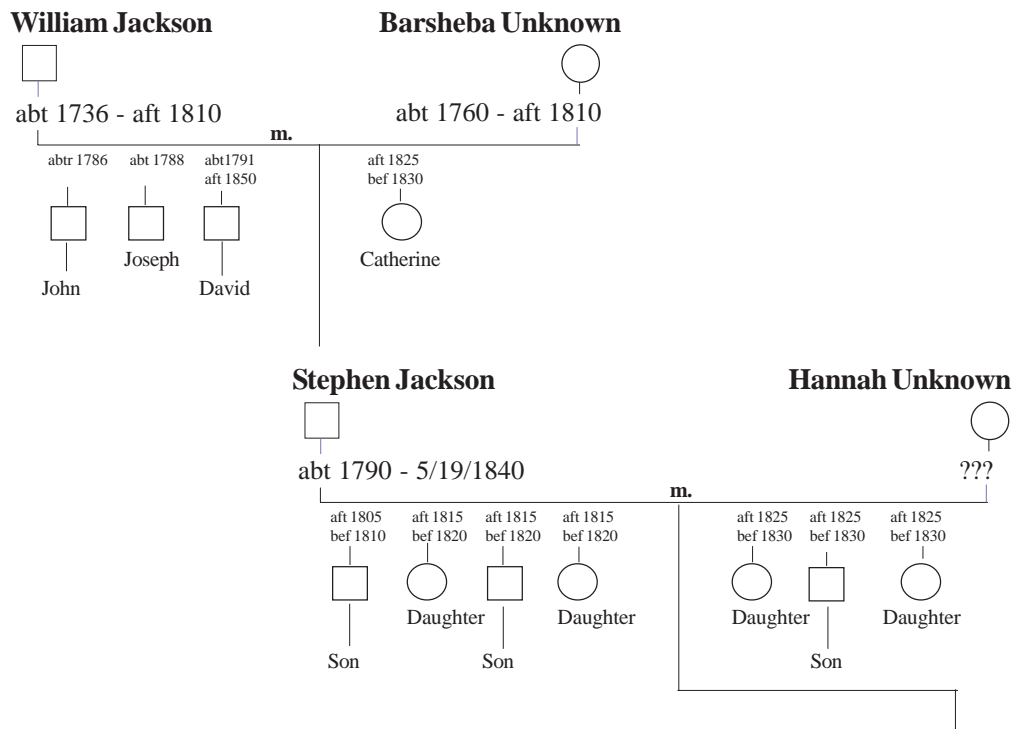 William Jackson
Barsheba Unknown
abt 1736 - aft 1810
abt 1760 - aft 1810
m.
abtr 1786
abt 1788
abt1791
aft 1850
aft 1825
bef 1830
Joseph
Catherine
John
David
Stephen Jackson
Hannah Unknown
abt 1790 - 5/19/1840
???
m.
aft 1805
bef 1810
aft 1815
bef 1820
aft 1815
bef 1820
aft 1815
bef 1820
aft 1825
bef 1830
aft 1825
bef 1830
aft 1825
bef 1830
Daughter
Daughter
Daughter
Daughter
Son
Son
Son